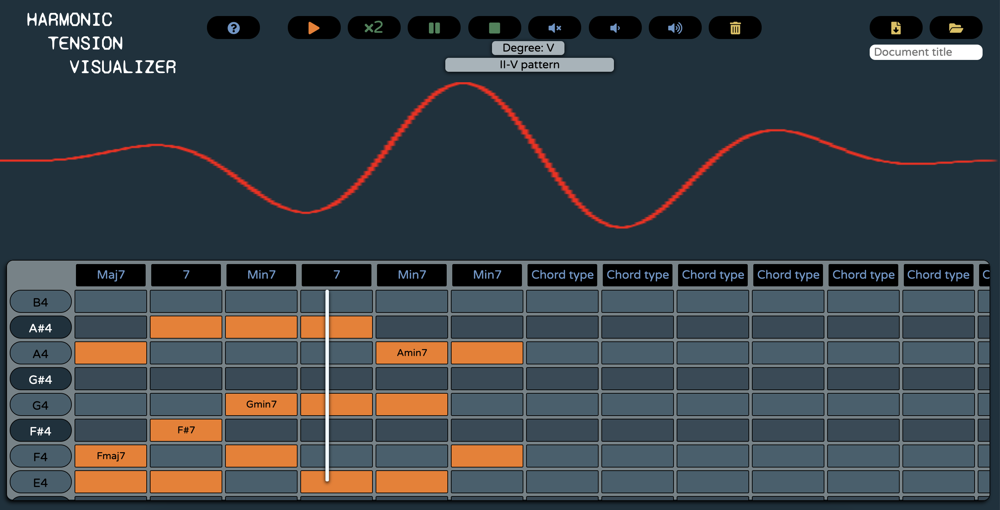 HARMONIC
TENSION
VISUALIZER
?
×2
Degree: V
II-V pattern
Document title
Maj7 7 Min7 7 Min7 Min7 Chord type Chord type Chord type Chord type Chord type Chord type C
B4
A#4
A4 Amin7
G#4
G4 Gmin7
F#4 F#7
F4 Fmaj7
E4